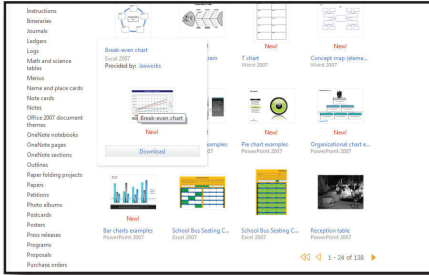 Instructions
Itineraries
Journals
Ledgers
Logs
Math and science
tables
Menus
Name and place cards
Note cards
Notes
Office 2007 document
themes
OneNote notebooks
OneNote pages
OneNote sections
Outlines
Paper folding projects
Papers
Petitions
Photo albums
Postcards
Posters
Press releases
Programs
Proposals
Purchase orders
Break-even chart
Excel 2007
Provided by: Jaxworks
Break-even chart
New!
Download
New!
T chart
Word 2007
New!
Concept map (eleme...
Word 2007
New!
Pie chart examples
PowerPoint 2007
New!
Organizational chart e...
PowerPoint 2007
New!
Bar charts examples
PowerPoint 2007
School Bus Seating C...
Excel 2007
School Bus Seating C...
Excel 2007
Reception table
PowerPoint 2007
1 - 24 of 138